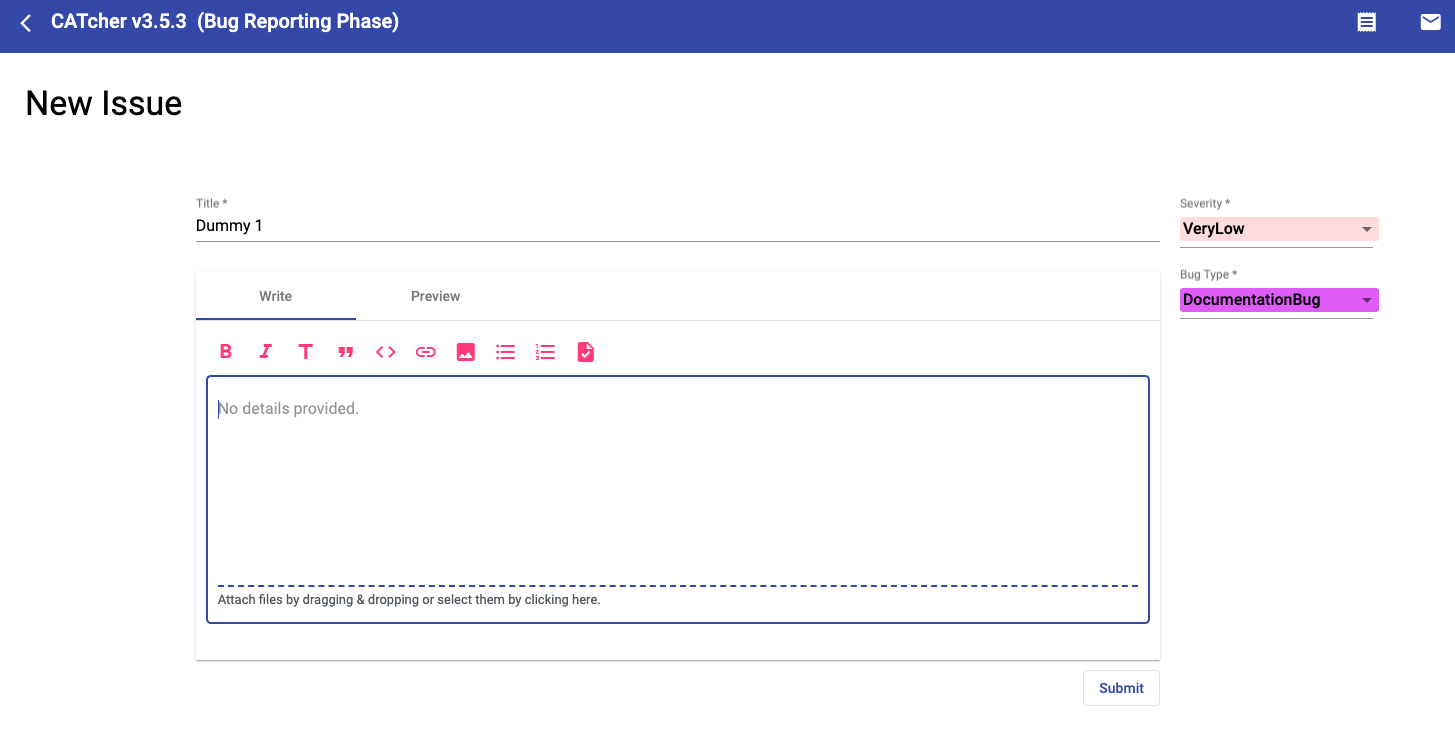 CATcher v3.5.3 (Bug Reporting Phase)
New Issue
Title *
Dummy 1
Severity *
VeryLow
Bug Type *
DocumentationBug
Write Preview
No details provided.
Attach files by dragging & dropping or select them by clicking here.
Submit